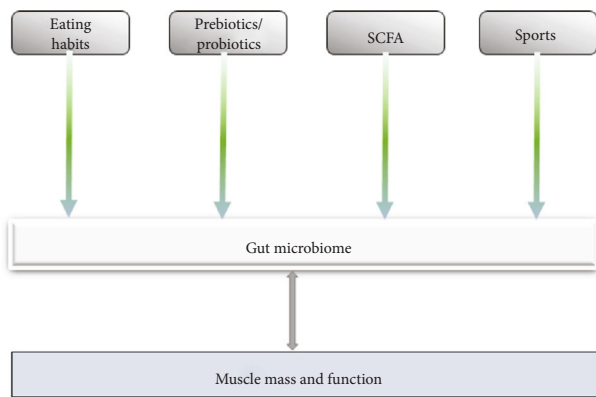 Eating
habits
Prebiotics/
probiotics
SCFA
Sports
Gut microbiome
Muscle mass and function